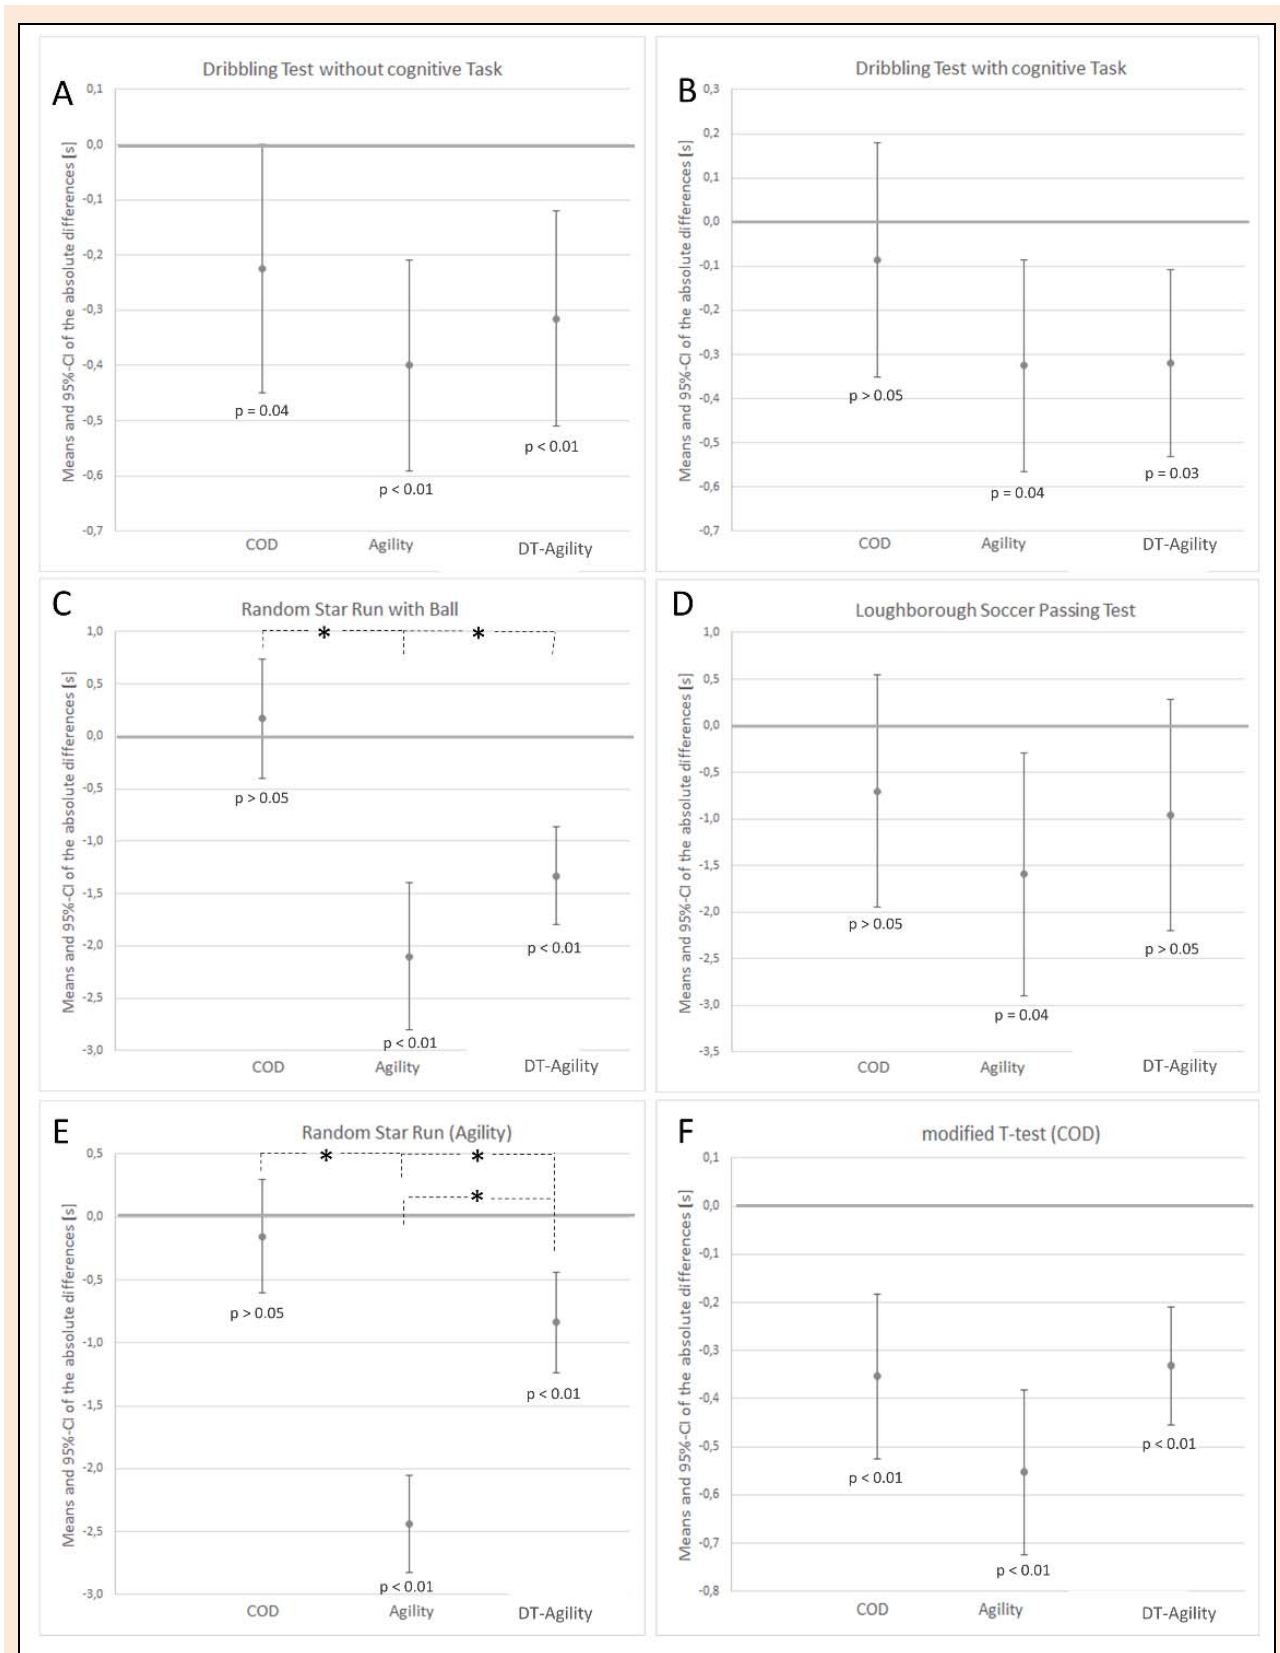 A
Dribbling Test without cognitive Task
Means and 95%-CI of the absolute differences [s]
0,1
0,0
-0,1
-0,2
-0,3
-0,4
-0,5
-0,6
-0,7
p = 0.04
p < 0.01
p < 0.01
COD Agility DT-Agility
B
Dribbling Test with cognitive Task
Means and 95%-CI of the absolute differences [s]
0,3
0,2
0,1
0,0
-0,1
-0,2
-0,3
-0,4
-0,5
-0,6
-0,7
p > 0.05
p = 0.04
p = 0.03
COD Agility DT-Agility
C
Random Star Run with Ball
Means and 95%-CI of the absolute differences [s]
1,0
0,5
0,0
-0,5
-1,0
-1,5
-2,0
-2,5
-3,0
* *
p > 0.05
p < 0.01
p < 0.01
COD Agility DT-Agility
D
Loughborough Soccer Passing Test
Means and 95%-CI of the absolute differences [s]
1,0
0,5
0,0
-0,5
-1,0
-1,5
-2,0
-2,5
-3,0
-3,5
p > 0.05
p = 0.04
p > 0.05
COD Agility DT-Agility
E
Random Star Run (Agility)
Means and 95%-CI of the absolute differences [s]
0,5
0,0
-0,5
-1,0
-1,5
-2,0
-2,5
-3,0
* *
*
p > 0.05
p < 0.01
p < 0.01
COD Agility DT-Agility
F
modified T-test (COD)
Means and 95%-CI of the absolute differences [s]
0,1
0,0
-0,1
-0,2
-0,3
-0,4
-0,5
-0,6
-0,7
-0,8
p < 0.01
p < 0.01
p < 0.01
COD Agility DT-Agility